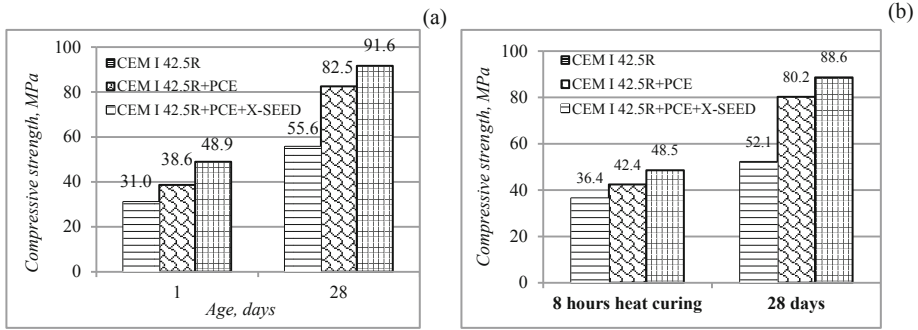 (a)
Compressive strength, MPa
100
80
60
40
20
0
CEM I 42.5R
CEM I 42.5R+PCE
CEM I 42.5R+PCE+X-SEED
31.0
38.6
48.9
55.6
82.5
91.6
1
28
Age, days
(b)
Compressive strength, MPa
100
80
60
40
20
0
CEM I 42.5R
CEM I 42.5R+PCE
CEM I 42.5R+PCE+X-SEED
36.4
42.4
48.5
52.1
80.2
88.6
8 hours heat curing
28 days